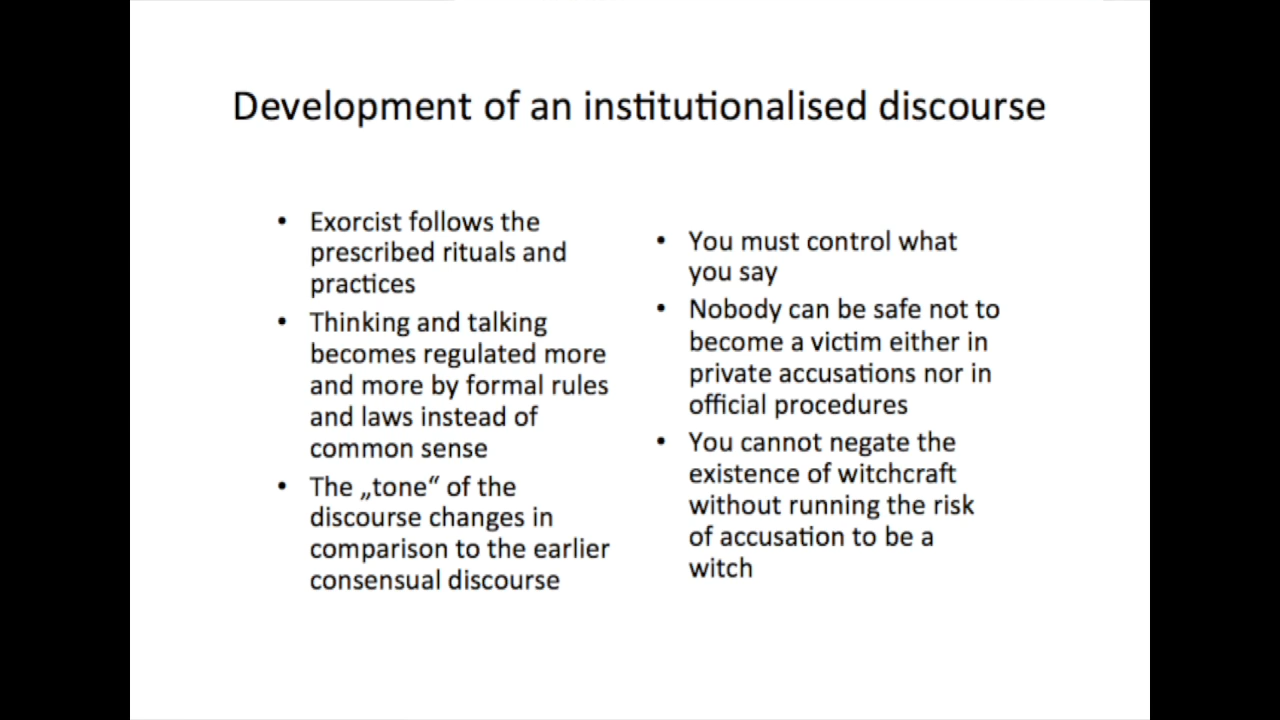 Development of an institutionalised discourse
• Exorcist follows the
prescribed rituals and
practices
• Thinking and talking
becomes regulated more
and more by formal rules
and laws instead of
common sense
• The „tone“ of the
discourse changes in
comparison to the earlier
consensual discourse
• You must control what
you say
• Nobody can be safe not to
become a victim either in
private accusations nor in
official procedures
• You cannot negate the
existence of witchcraft
without running the risk
of accusation to be a
witch